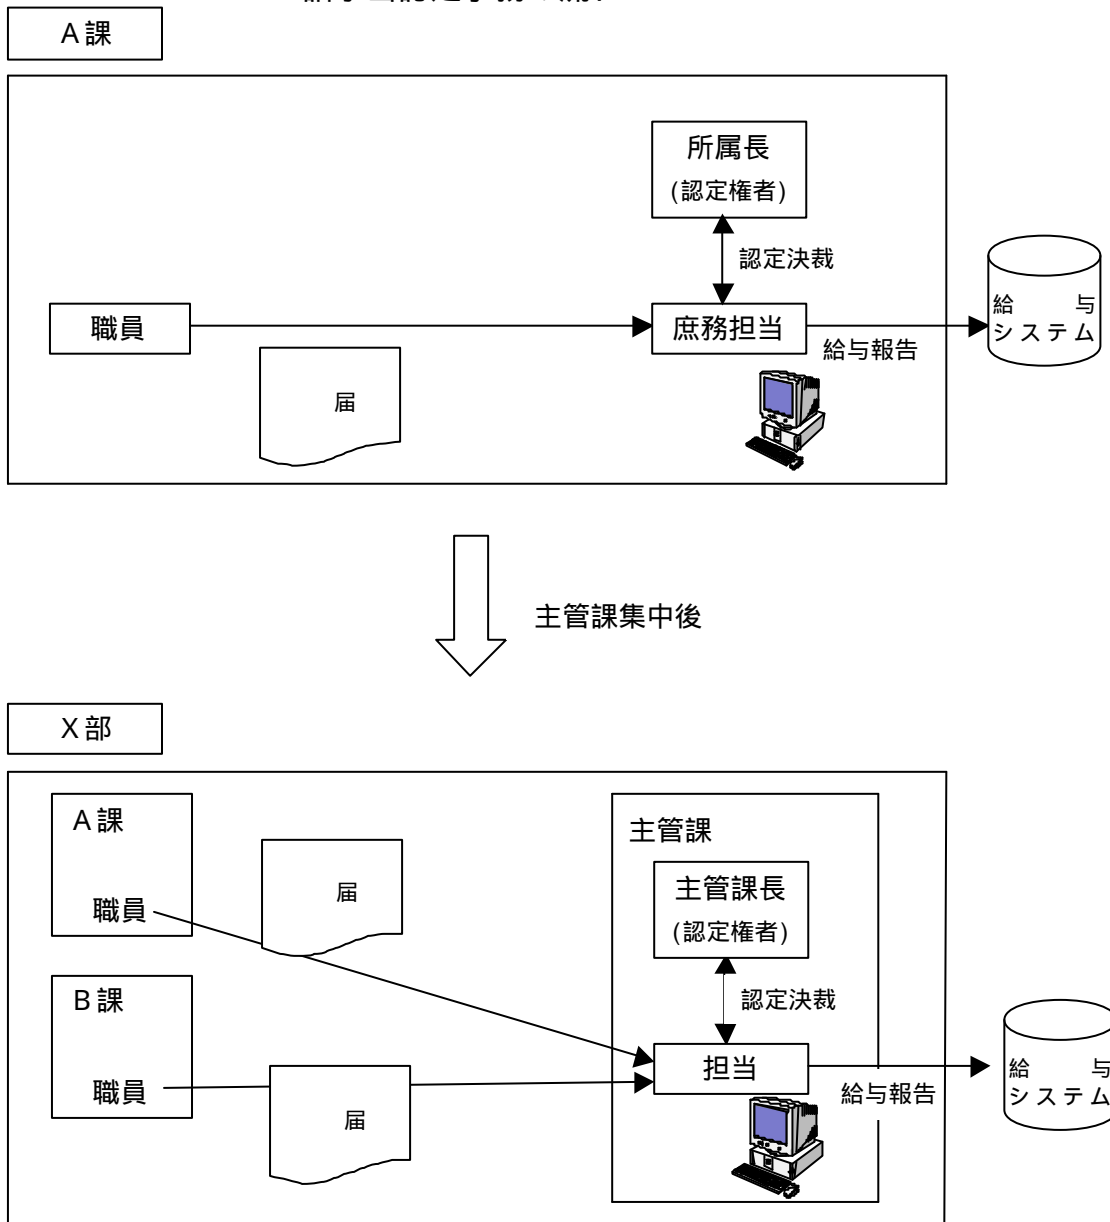 A課
所属長
(認定権者)
認定決裁
職員
庶務担当
給与報告
給　与
システム
届
主管課集中後
X部
A課
職員
届
主管課
主管課長
(認定権者)
認定決裁
B課
職員
担当
給与報告
給　与
システム
届